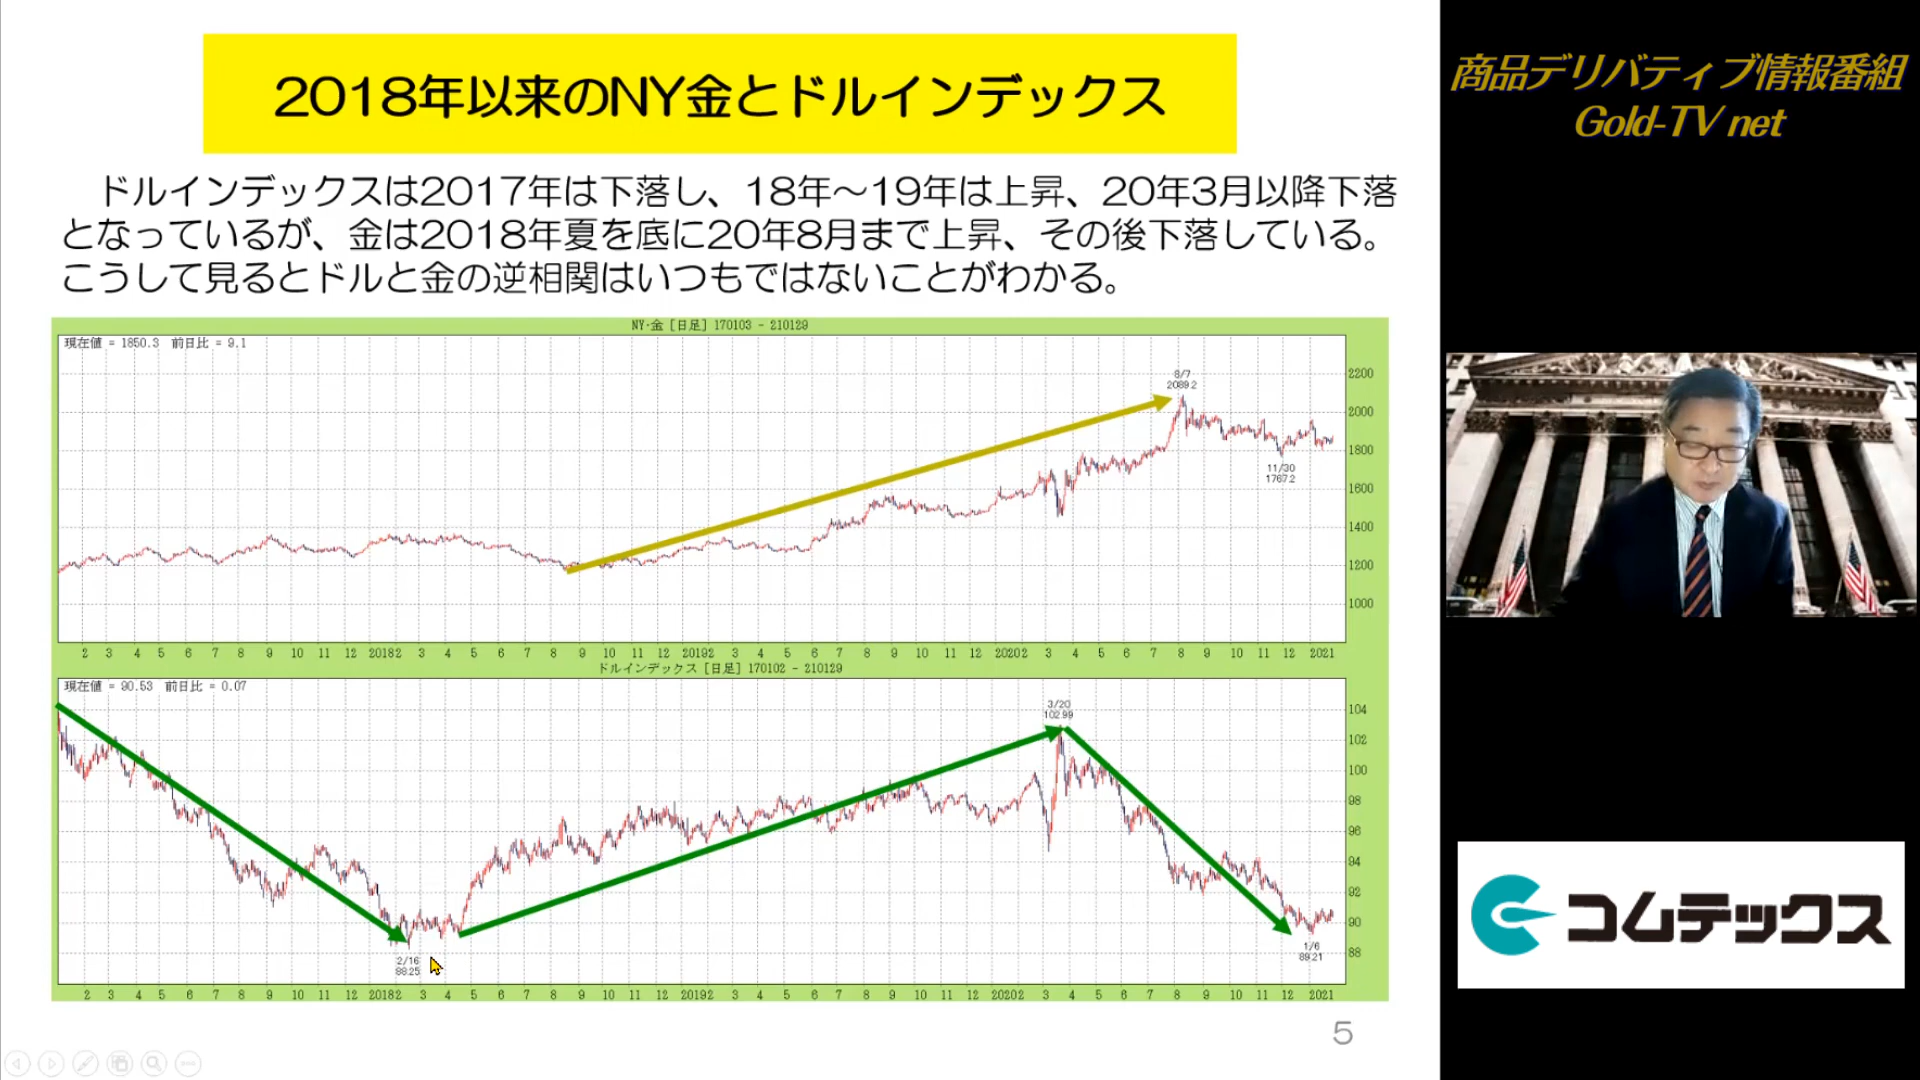 2018年以来のNY金とドルインデックス
ドルインデックスは2017年は下落し、18年～19年は上昇、20年3月以降下落
となっているが、金は2018年夏を底に20年8月まで上昇、その後下落している。
こうして見るとドルと金の逆相関はいつもではないことがわかる。
NY-金 [日足] 170103 - 210129
現在値 = 1850.3 前日比 = 9.1
8/7
2089.2
11/30
1767.2
2200
2000
1800
1600
1400
1200
1000
2 3 4 5 6 7 8 9 10 11 12 20182 3 4 5 6 7 8 9 10 11 12 20192 3 4 5 6 7 8 9 10 11 12 20202 3 4 5 6 7 8 9 10 11 12 2021
ドルインデックス [日足] 170102 - 210129
現在値 = 90.53 前日比 = 0.07
3/20
102.99
2/16
88.25
1/6
89.21
104
102
100
98
96
94
92
90
88
2 3 4 5 6 7 8 9 10 11 12 20182 3 4 5 6 7 8 9 10 11 12 20192 3 4 5 6 7 8 9 10 11 12 20202 3 4 5 6 7 8 9 10 11 12 2021
5
商品デリバティブ情報番組
Gold-TV net
コムテックス